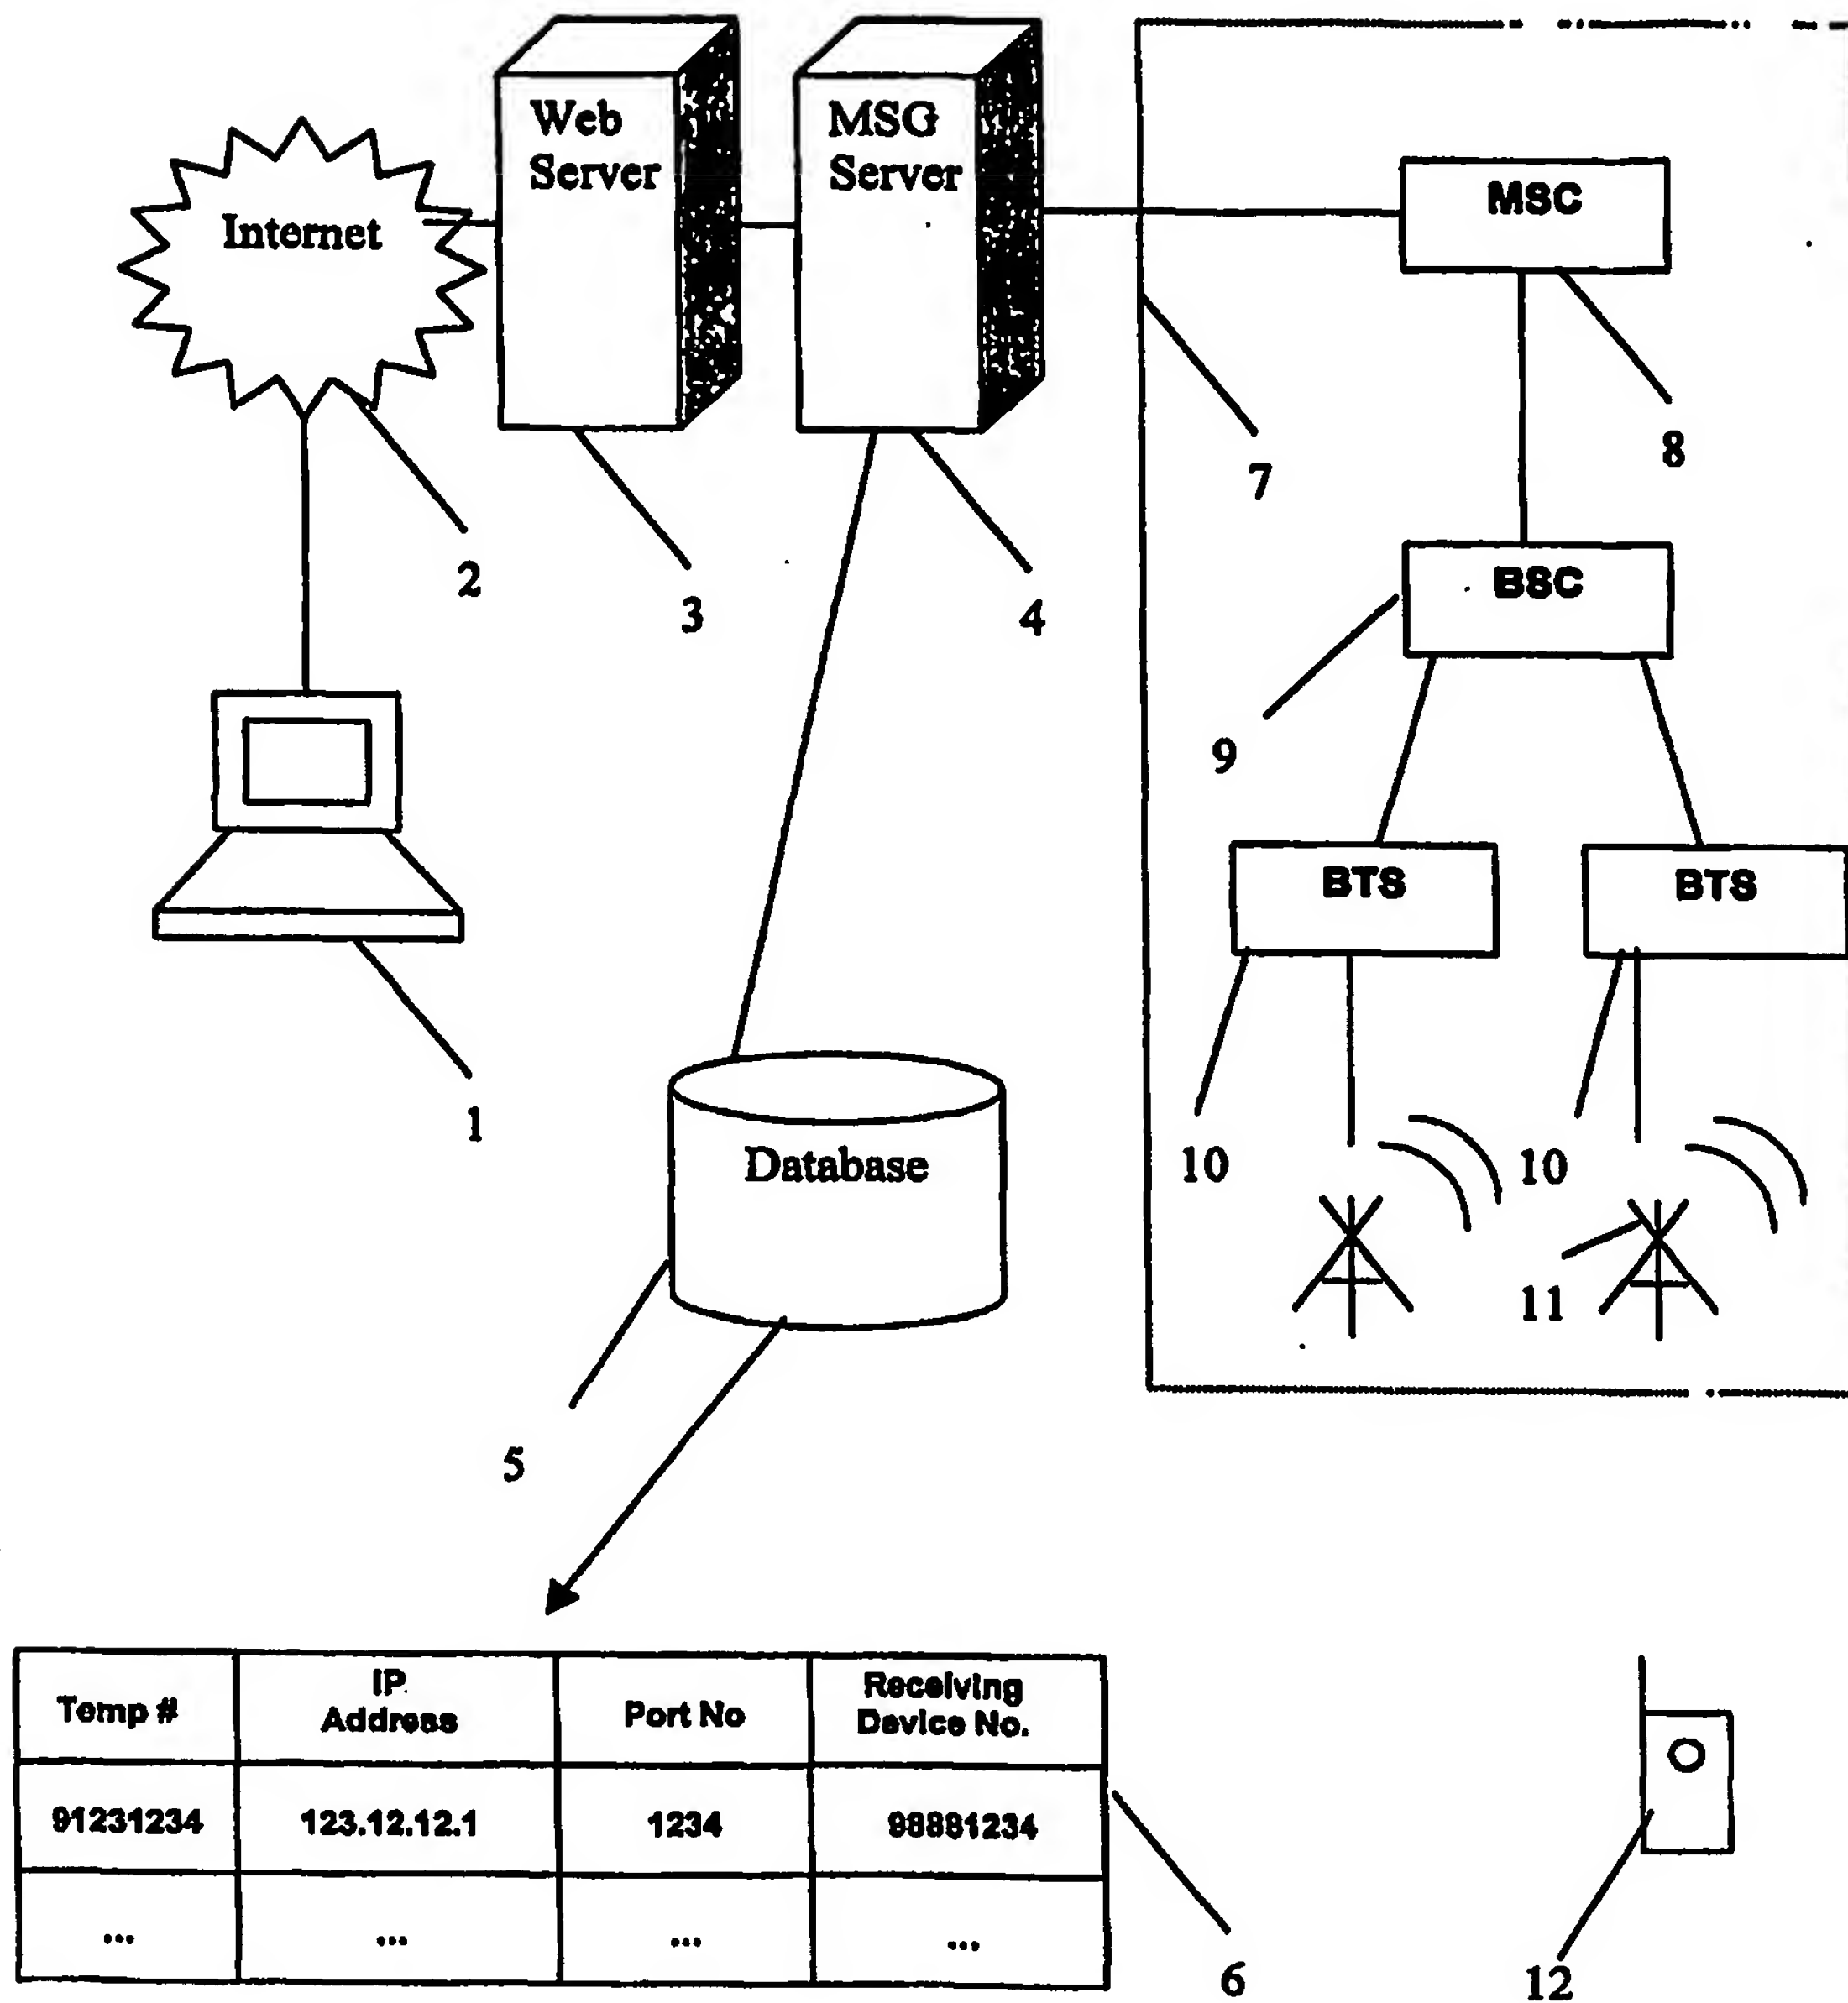 Web
Server
MSG
Server
Internet
MSC
8
7
2
3
4
BSC
9
BTS
BTS
1
10
10
Database
11
5
Temp #
IP
Address
Port No
Receiving
Device No.
91231234
123.12.12.1
1234
98881234
...
...
...
...
6
12